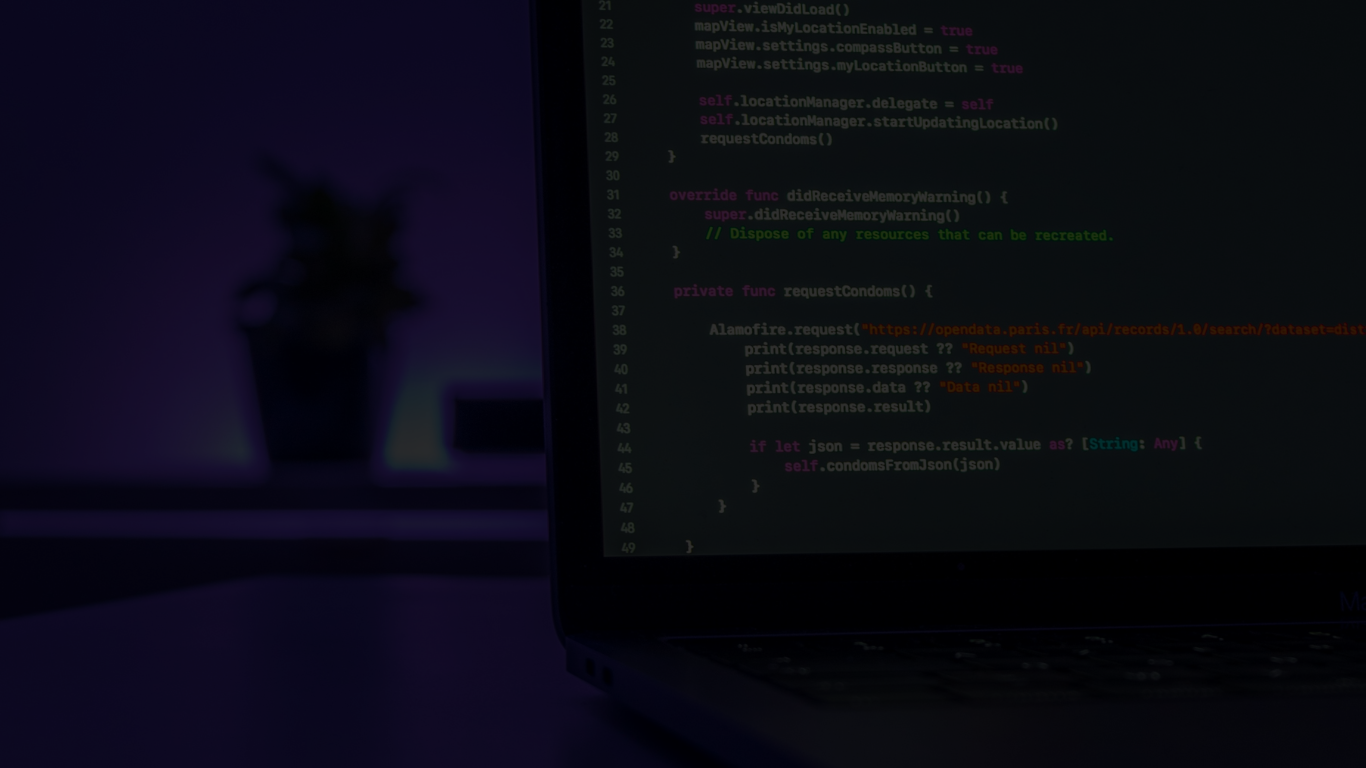 21 super.viewDidLoad()
22 mapView.isMyLocationEnabled = true
23 mapView.settings.compassButton = true
24 mapView.settings.myLocationButton = true
25
26 self.locationManager.delegate = self
27 self.locationManager.startUpdatingLocation()
28 requestCondoms()
29 }
30
31 override func didReceiveMemoryWarning() {
32 super.didReceiveMemoryWarning()
33 // Dispose of any resources that can be recreated.
34 }
35
36 private func requestCondoms() {
37
38 Alamofire.request("https://opendata.paris.fr/api/records/1.0/search/?dataset=dist
39 print(response.request ?? "Request nil")
40 print(response.response ?? "Response nil")
41 print(response.data ?? "Data nil")
42 print(response.result)
43
44 if let json = response.result.value as? [String: Any] {
45 self.condomsFromJson(json)
46 }
47 }
48
49 }